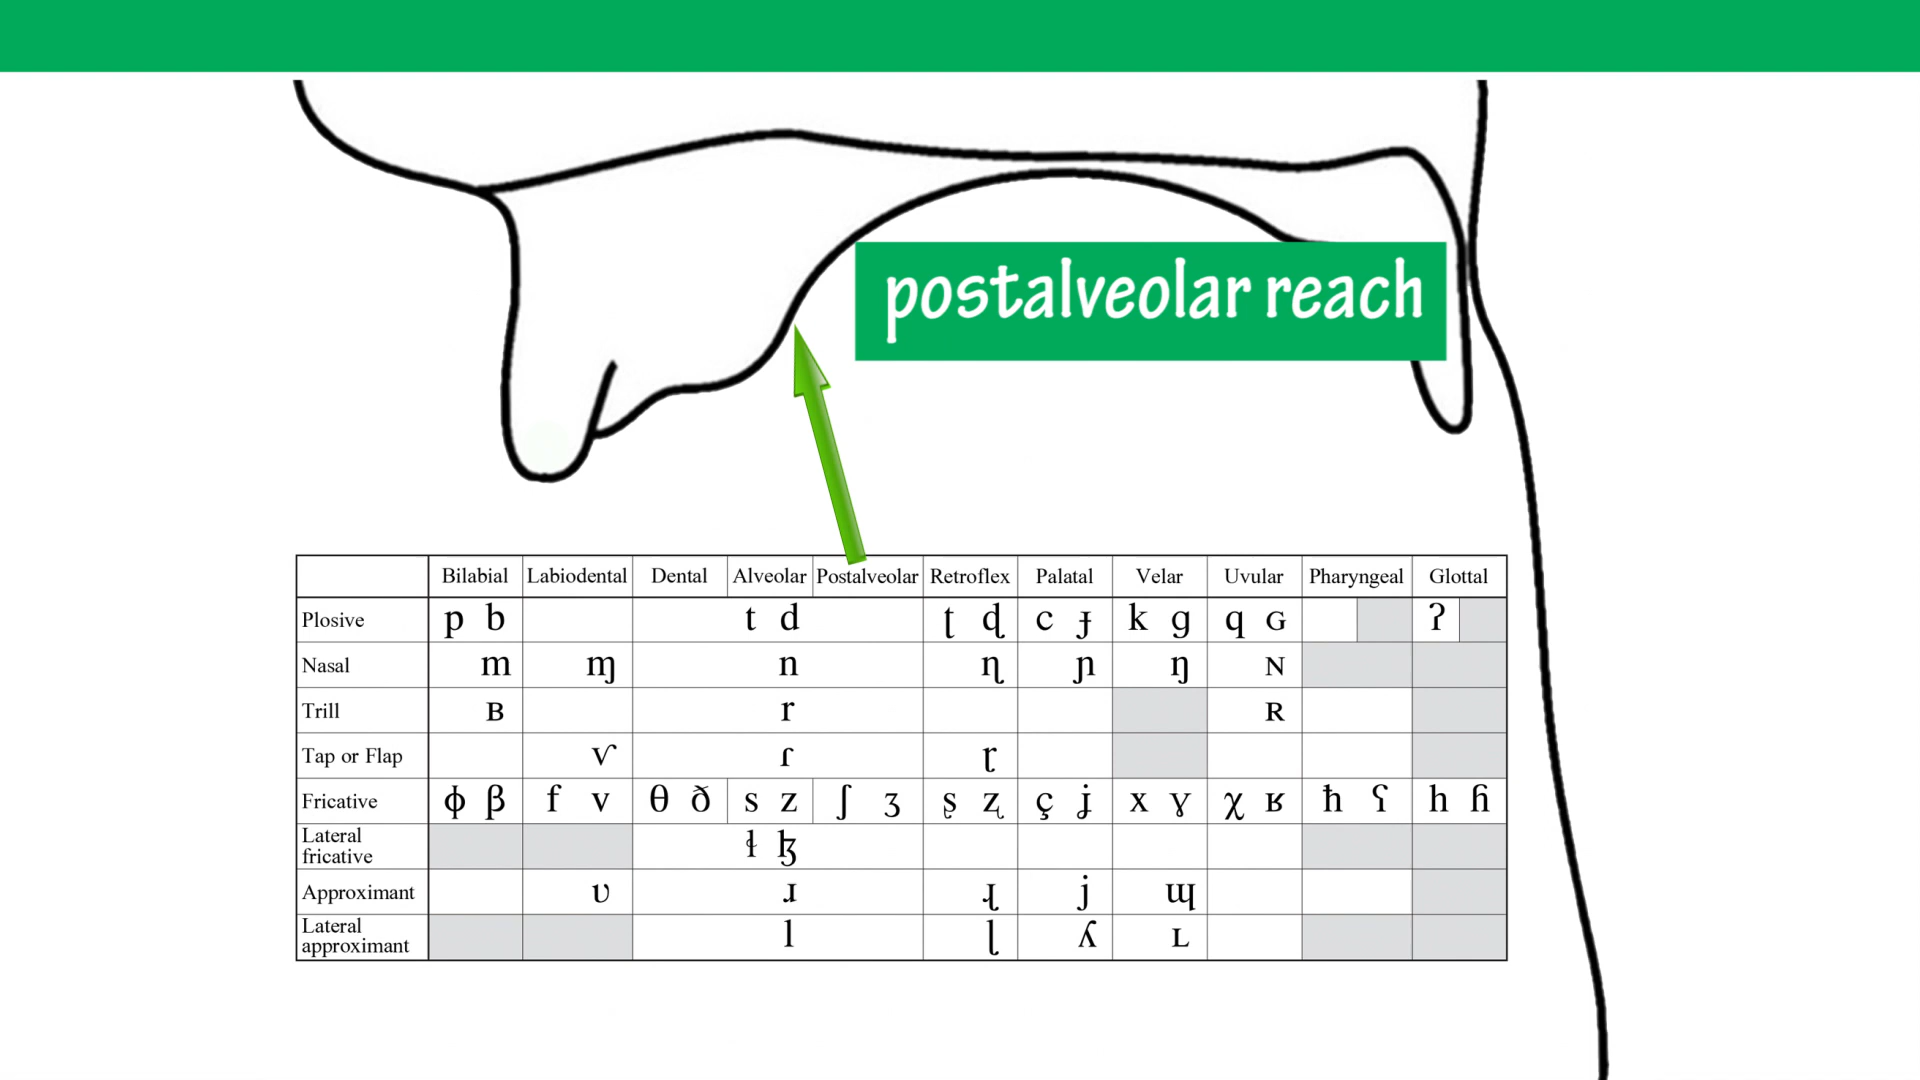 postalveolar reach
Bilabial Labiodental Dental Alveolar Postalveolar Retroflex Palatal Velar Uvular Pharyngeal Glottal
Plosive p b t d ʈ ɖ c ɟ k ɡ q ɢ ʔ
Nasal m ɱ n ɳ ɲ ŋ ɴ
Trill ʙ r ʀ
Tap or Flap ⱱ ɾ ɽ
Fricative ɸ β f v θ ð s z ʃ ʒ ʂ ʐ ç ʝ x ɣ χ ʁ ħ ʕ h ɦ
Lateral
fricative ɬ ɮ
Approximant ʋ ɹ ɻ j ɰ
Lateral
approximant l ɭ ʎ ʟ